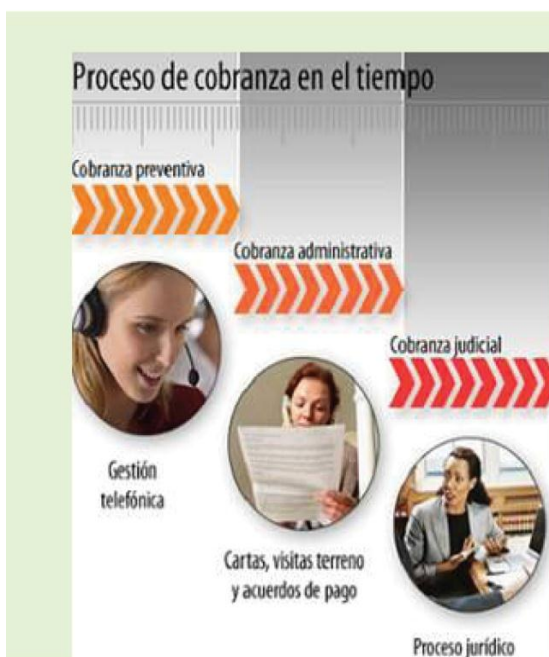 Proceso de cobranza en el tiempo
Cobranza preventiva
Cobranza administrativa
Cobranza judicial
Gestión
telefónica
Cartas, visitas terreno
y acuerdos de pago
Proceso jurídico